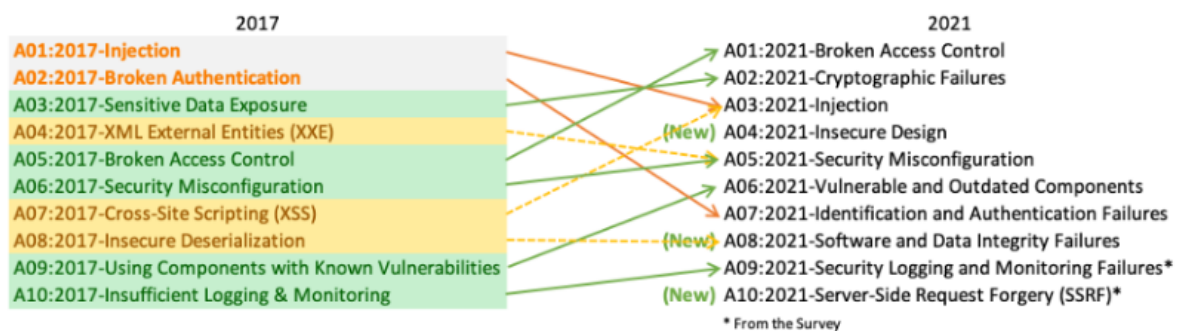 2017
A01:2017-Injection
A02:2017-Broken Authentication
A03:2017-Sensitive Data Exposure
A04:2017-XML External Entities (XXE)
A05:2017-Broken Access Control
A06:2017-Security Misconfiguration
A07:2017-Cross-Site Scripting (XSS)
A08:2017-Insecure Deserialization
A09:2017-Using Components with Known Vulnerabilities
A10:2017-Insufficient Logging & Monitoring
2021
A01:2021-Broken Access Control
A02:2021-Cryptographic Failures
A03:2021-Injection
(New) A04:2021-Insecure Design
A05:2021-Security Misconfiguration
A06:2021-Vulnerable and Outdated Components
A07:2021-Identification and Authentication Failures
(New) A08:2021-Software and Data Integrity Failures
A09:2021-Security Logging and Monitoring Failures*
(New) A10:2021-Server-Side Request Forgery (SSRF)*
* From the Survey